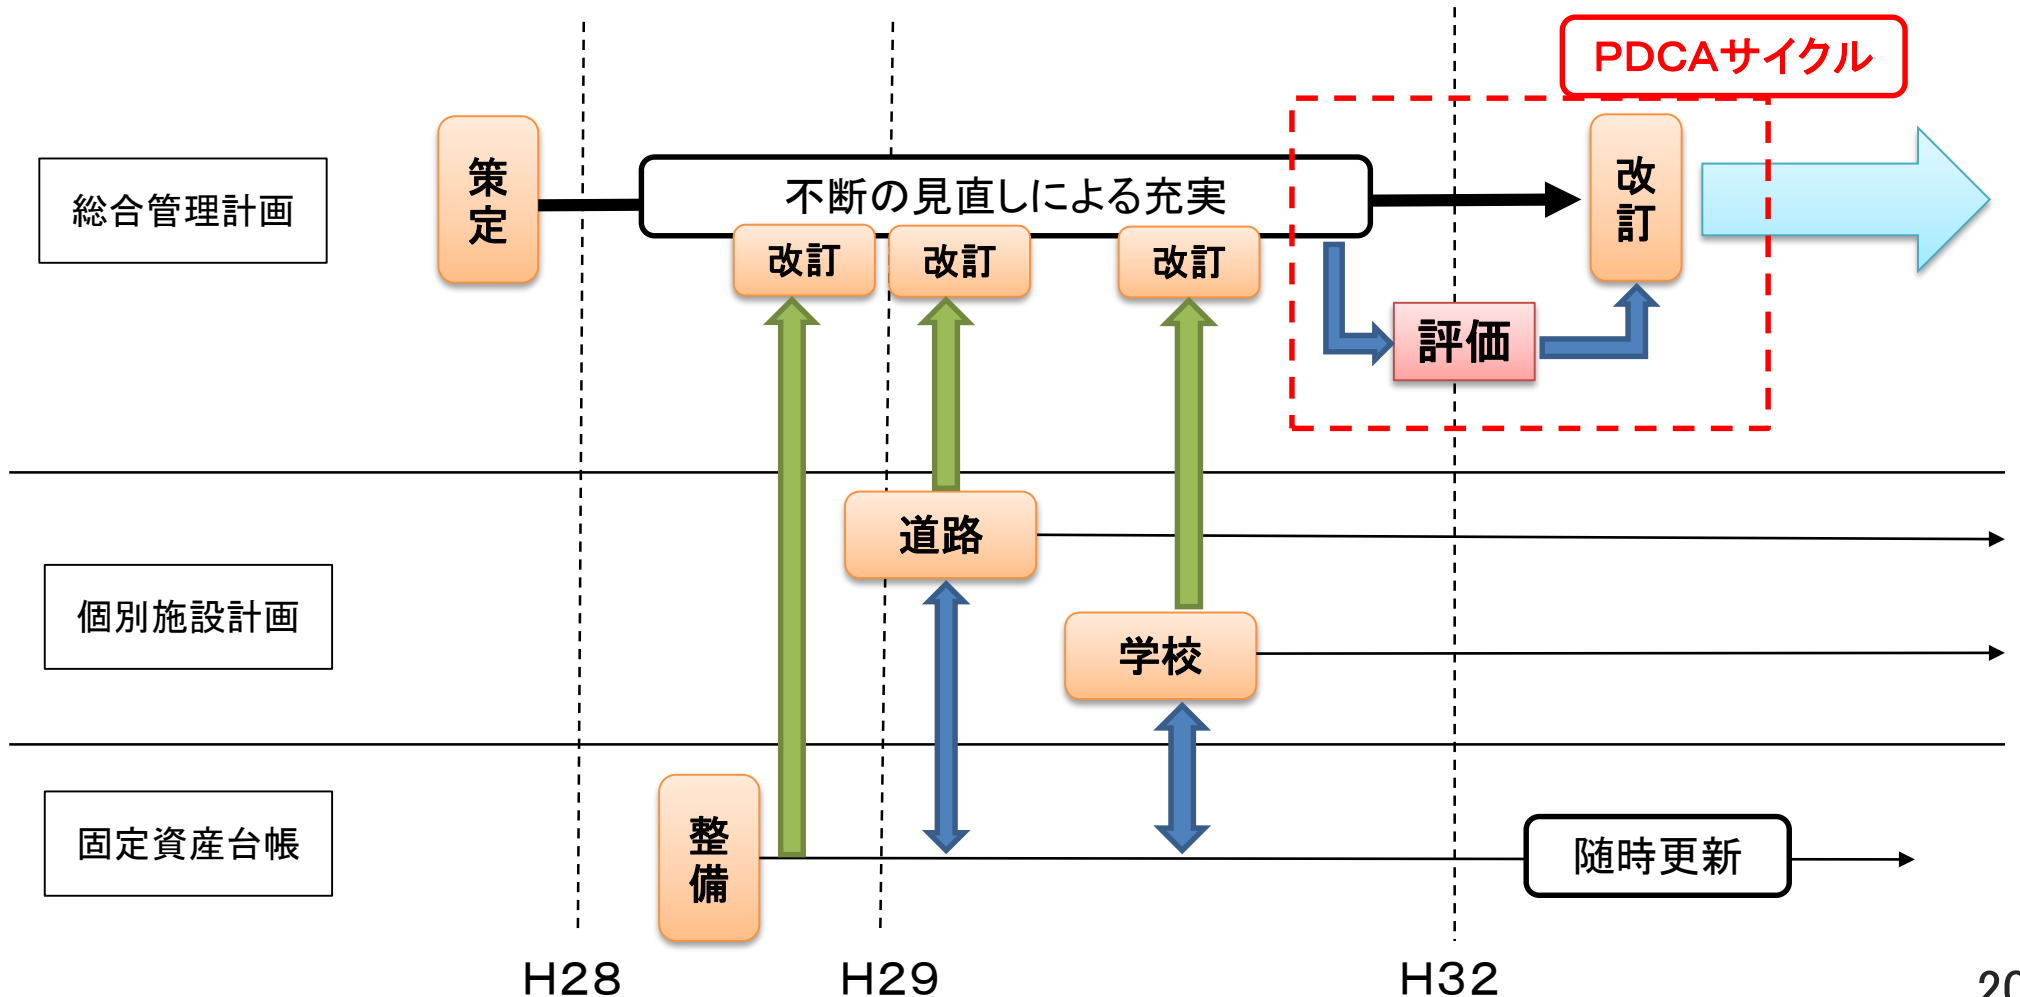 PDCAサイクル
総合管理計画
策定
不断の見直しによる充実
改訂
改訂
改訂
改訂
評価
個別施設計画
道路
学校
固定資産台帳
整備
随時更新
H28
H29
H32
20